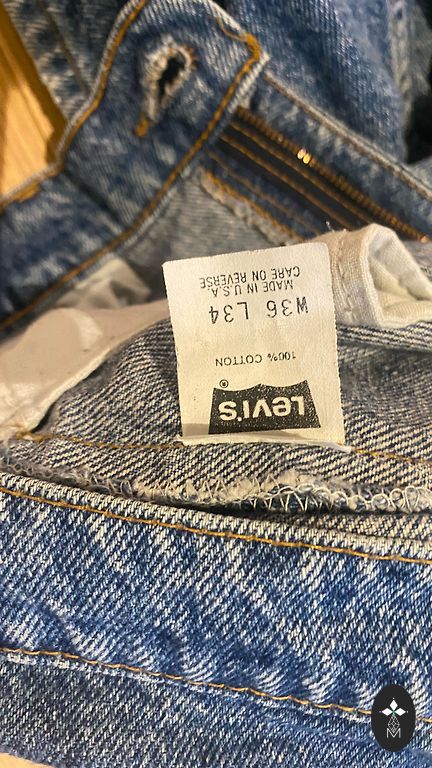 Levi's
®
100% COTTON
W36 L34
MADE IN U.S.A.
CARE ON REVERSE
M